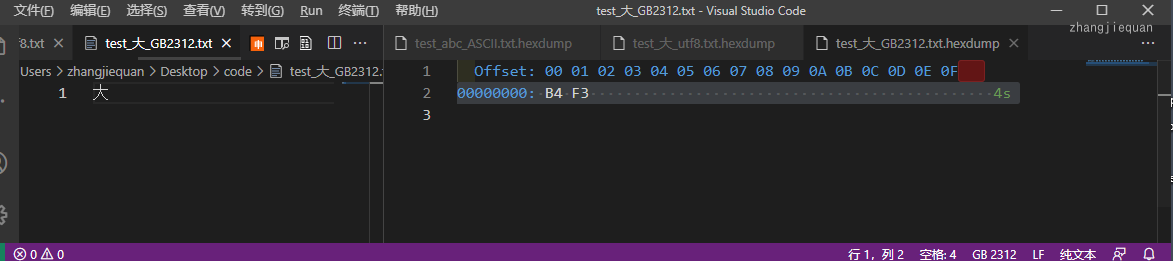 文件(F) 编辑(E) 选择(S) 查看(V) 转到(G) Run 终端(T) 帮助(H) test_大_GB2312.txt - Visual Studio Code
zhangjiequan
f8.txt test_大_GB2312.txt test_abc_ASCII.txt.hexdump test_大_utf8.txt.hexdump test_大_GB2312.txt.hexdump
Users > zhangjiequan > Desktop > code > test_大_GB2312.
1 大
1 Offset: 00 01 02 03 04 05 06 07 08 09 0A 0B 0C 0D 0E 0F
2 00000000: B4 F3 4s
3
0 0 行 1，列 2 空格: 4 GB 2312 LF 纯文本